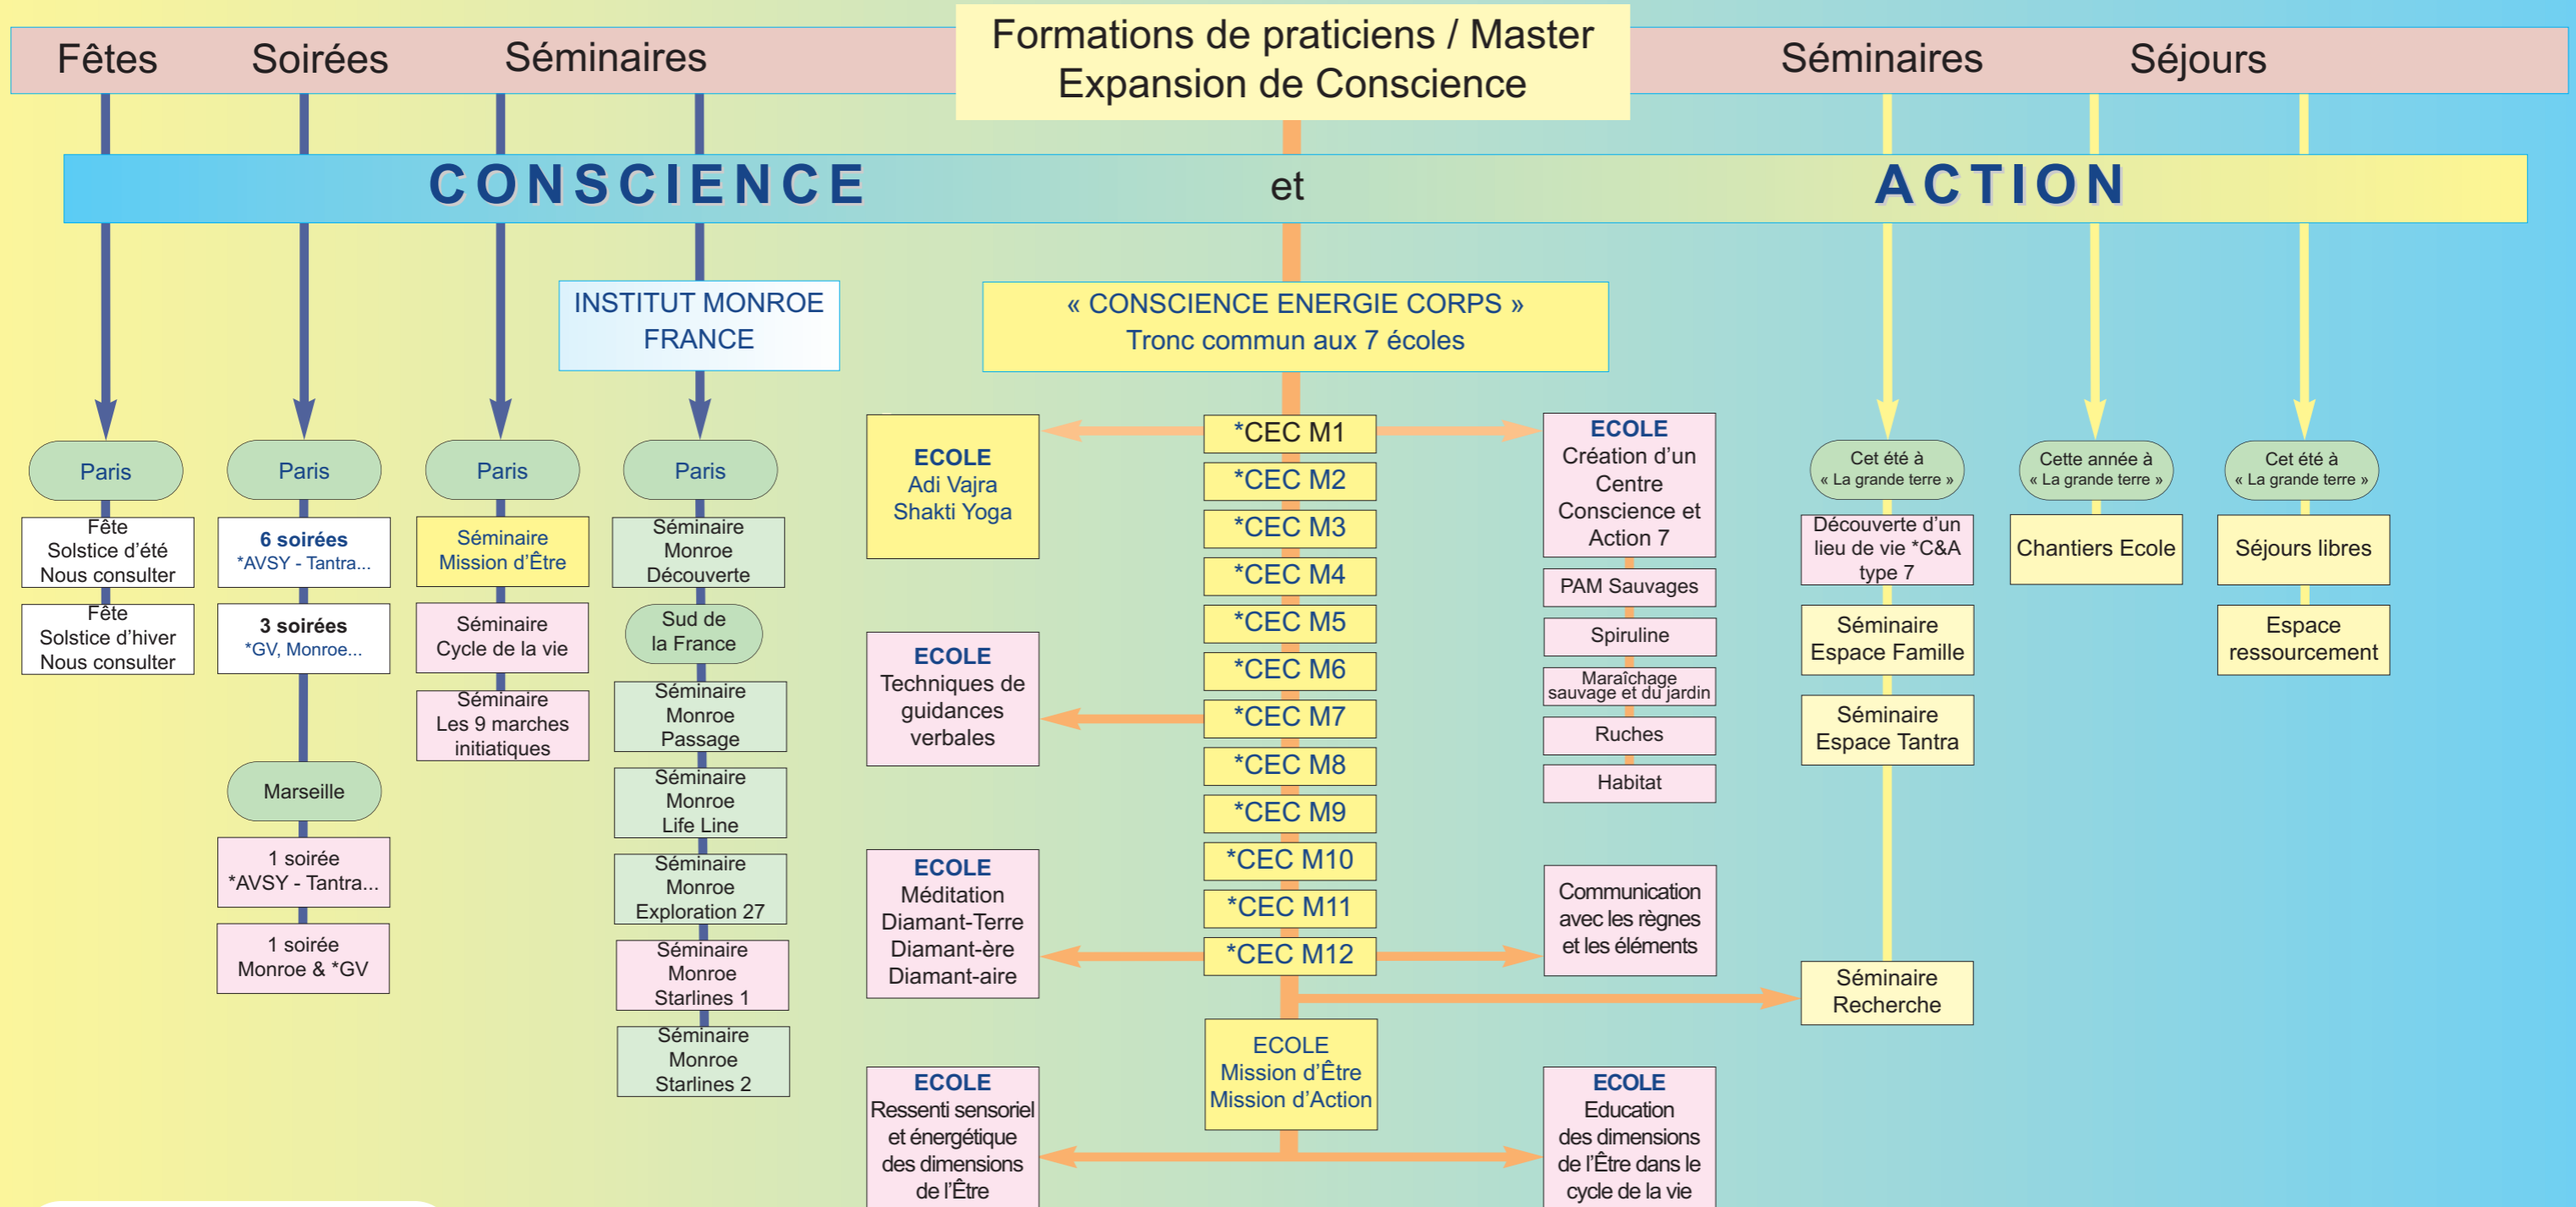 Fêtes
Soirées
Séminaires
Formations de praticiens / Master
Expansion de Conscience
Séminaires
Séjours
CONSCIENCE
et
ACTION
INSTITUT MONROE
FRANCE
« CONSCIENCE ENERGIE CORPS »
Tronc commun aux 7 écoles
Paris
Fête
Solstice d'été
Nous consulter
Fête
Solstice d'hiver
Nous consulter
Paris
6 soirées
*AVSY - Tantra...
3 soirées
*GV, Monroe...
Marseille
1 soirée
*AVSY - Tantra...
1 soirée
Monroe & *GV
Paris
Séminaire
Mission d'Être
Séminaire
Cycle de la vie
Séminaire
Les 9 marches
initiatiques
Paris
Séminaire
Monroe
Découverte
Sud de
la France
Séminaire
Monroe
Passage
Séminaire
Monroe
Life Line
Séminaire
Monroe
Exploration 27
Séminaire
Monroe
Starlines 1
Séminaire
Monroe
Starlines 2
ECOLE
Adi Vajra
Shakti Yoga
ECOLE
Techniques de
guidances
verbales
ECOLE
Méditation
Diamant-Terre
Diamant-ère
Diamant-aire
ECOLE
Ressenti sensoriel
et énergétique
des dimensions
de l'Être
*CEC M1
*CEC M2
*CEC M3
*CEC M4
*CEC M5
*CEC M6
*CEC M7
*CEC M8
*CEC M9
*CEC M10
*CEC M11
*CEC M12
ECOLE
Mission d'Être
Mission d'Action
ECOLE
Création d'un
Centre
Conscience et
Action 7
PAM Sauvages
Spiruline
Maraîchage
sauvage et du jardin
Ruches
Habitat
Communication
avec les règnes
et les éléments
ECOLE
Education
des dimensions
de l'Être dans le
cycle de la vie
Cet été à
« La grande terre »
Découverte d'un
lieu de vie *C&A
type 7
Séminaire
Espace Famille
Séminaire
Espace Tantra
Séminaire
Recherche
Cette année à
« La grande terre »
Chantiers Ecole
Cet été à
« La grande terre »
Séjours libres
Espace
ressourcement